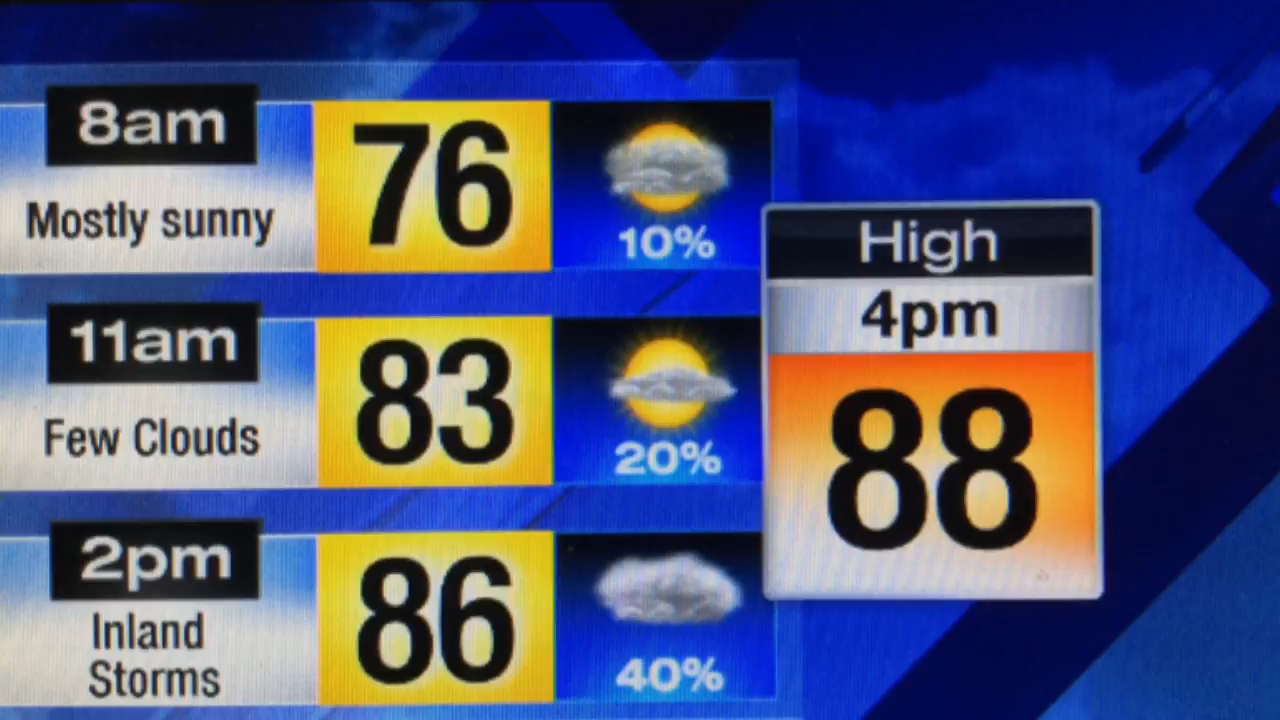 8am
Mostly sunny
76
10%
11am
Few Clouds
83
20%
2pm
Inland
Storms
86
40%
High
4pm
88